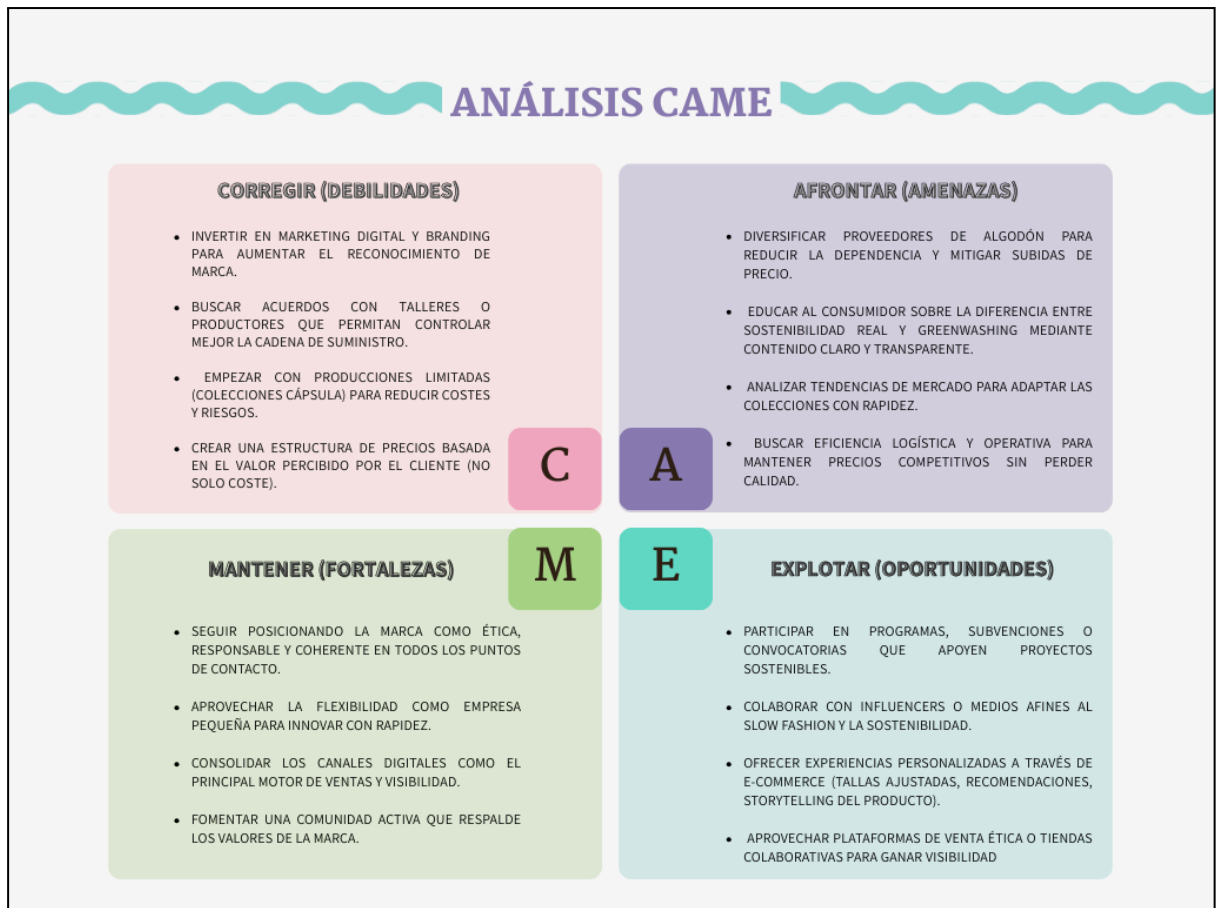 ANÁLISIS CAME
CORREGIR (DEBILIDADES)
• INVERTIR EN MARKETING DIGITAL Y BRANDING
PARA AUMENTAR EL RECONOCIMIENTO DE
MARCA.
• BUSCAR ACUERDOS CON TALLERES O
PRODUCTORES QUE PERMITAN CONTROLAR
MEJOR LA CADENA DE SUMINISTRO.
• EMPEZAR CON PRODUCCIONES LIMITADAS
(COLECCIONES CÁPSULA) PARA REDUCIR COSTES
Y RIESGOS.
• CREAR UNA ESTRUCTURA DE PRECIOS BASADA
EN EL VALOR PERCIBIDO POR EL CLIENTE (NO
SOLO COSTE).
C
AFRONTAR (AMENAZAS)
• DIVERSIFICAR PROVEEDORES DE ALGODÓN PARA
REDUCIR LA DEPENDENCIA Y MITIGAR SUBIDAS DE
PRECIO.
• EDUCAR AL CONSUMIDOR SOBRE LA DIFERENCIA ENTRE
SOSTENIBILIDAD REAL Y GREENWASHING MEDIANTE
CONTENIDO CLARO Y TRANSPARENTE.
• ANALIZAR TENDENCIAS DE MERCADO PARA ADAPTAR LAS
COLECCIONES CON RAPIDEZ.
• BUSCAR EFICIENCIA LOGÍSTICA Y OPERATIVA PARA
MANTENER PRECIOS COMPETITIVOS SIN PERDER
CALIDAD.
A
MANTENER (FORTALEZAS)
M
• SEGUIR POSICIONANDO LA MARCA COMO ÉTICA,
RESPONSABLE Y COHERENTE EN TODOS LOS PUNTOS
DE CONTACTO.
• APROVECHAR LA FLEXIBILIDAD COMO EMPRESA
PEQUEÑA PARA INNOVAR CON RAPIDEZ.
• CONSOLIDAR LOS CANALES DIGITALES COMO EL
PRINCIPAL MOTOR DE VENTAS Y VISIBILIDAD.
• FOMENTAR UNA COMUNIDAD ACTIVA QUE RESPALDE
LOS VALORES DE LA MARCA.
E
EXPLOTAR (OPORTUNIDADES)
• PARTICIPAR EN PROGRAMAS, SUBVENCIONES O
CONVOCATORIAS QUE APOYEN PROYECTOS
SOSTENIBLES.
• COLABORAR CON INFLUENCERS O MEDIOS AFINES AL
SLOW FASHION Y LA SOSTENIBILIDAD.
• OFRECER EXPERIENCIAS PERSONALIZADAS A TRAVÉS DE
E-COMMERCE (TALLAS AJUSTADAS, RECOMENDACIONES,
STORYTELLING DEL PRODUCTO).
• APROVECHAR PLATAFORMAS DE VENTA ÉTICA O TIENDAS
COLABORATIVAS PARA GANAR VISIBILIDAD